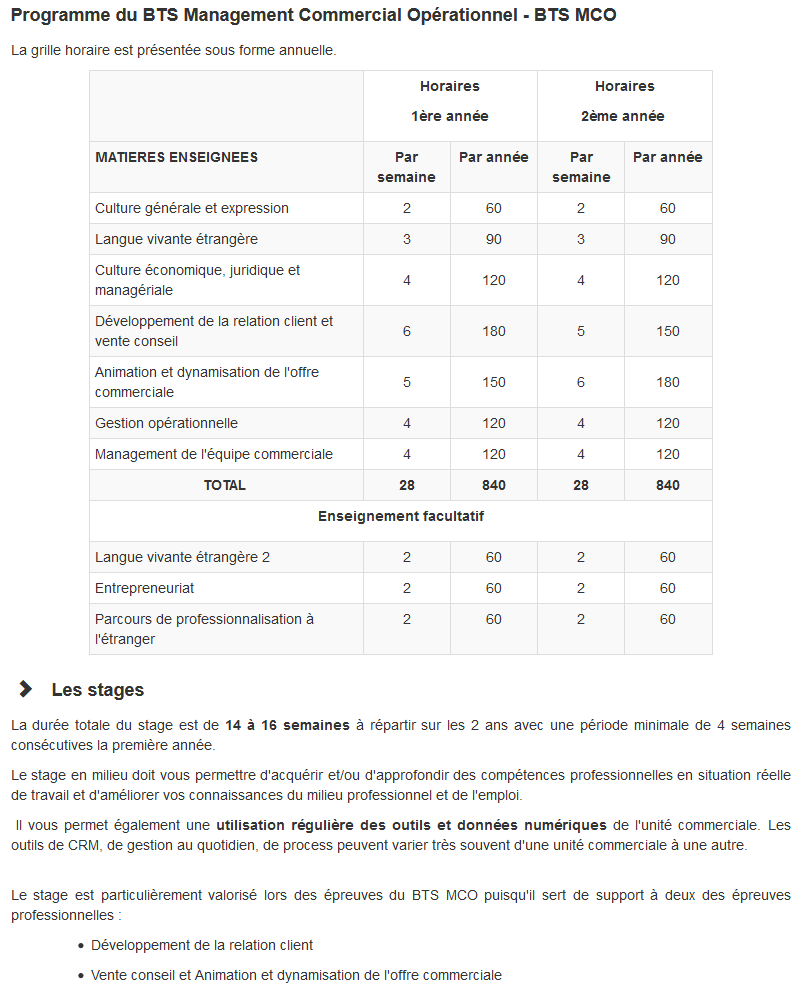 Programme du BTS Management Commercial Opérationnel - BTS MCO
La grille horaire est présentée sous forme annuelle.
Horaires
1ère année
Horaires
2ème année
MATIERES ENSEIGNEES Par semaine Par année Par semaine Par année
Culture générale et expression 2 60 2 60
Langue vivante étrangère 3 90 3 90
Culture économique, juridique et
managériale 4 120 4 120
Développement de la relation client et
vente conseil 6 180 5 150
Animation et dynamisation de l'offre
commerciale 5 150 6 180
Gestion opérationnelle 4 120 4 120
Management de l'équipe commerciale 4 120 4 120
TOTAL 28 840 28 840
Enseignement facultatif
Langue vivante étrangère 2 2 60 2 60
Entrepreneuriat 2 60 2 60
Parcours de professionnalisation à
l'étranger 2 60 2 60
Les stages
La durée totale du stage est de 14 à 16 semaines à répartir sur les 2 ans avec une période minimale de 4 semaines
consécutives la première année.
Le stage en milieu doit vous permettre d'acquérir et/ou d'approfondir des compétences professionnelles en situation réelle
de travail et d'améliorer vos connaissances du milieu professionnel et de l'emploi.
Il vous permet également une utilisation régulière des outils et données numériques de l'unité commerciale. Les
outils de CRM, de gestion au quotidien, de process peuvent varier très souvent d'une unité commerciale à une autre.
Le stage est particulièrement valorisé lors des épreuves du BTS MCO puisqu'il sert de support à deux des épreuves
professionnelles :
• Développement de la relation client
• Vente conseil et Animation et dynamisation de l'offre commerciale